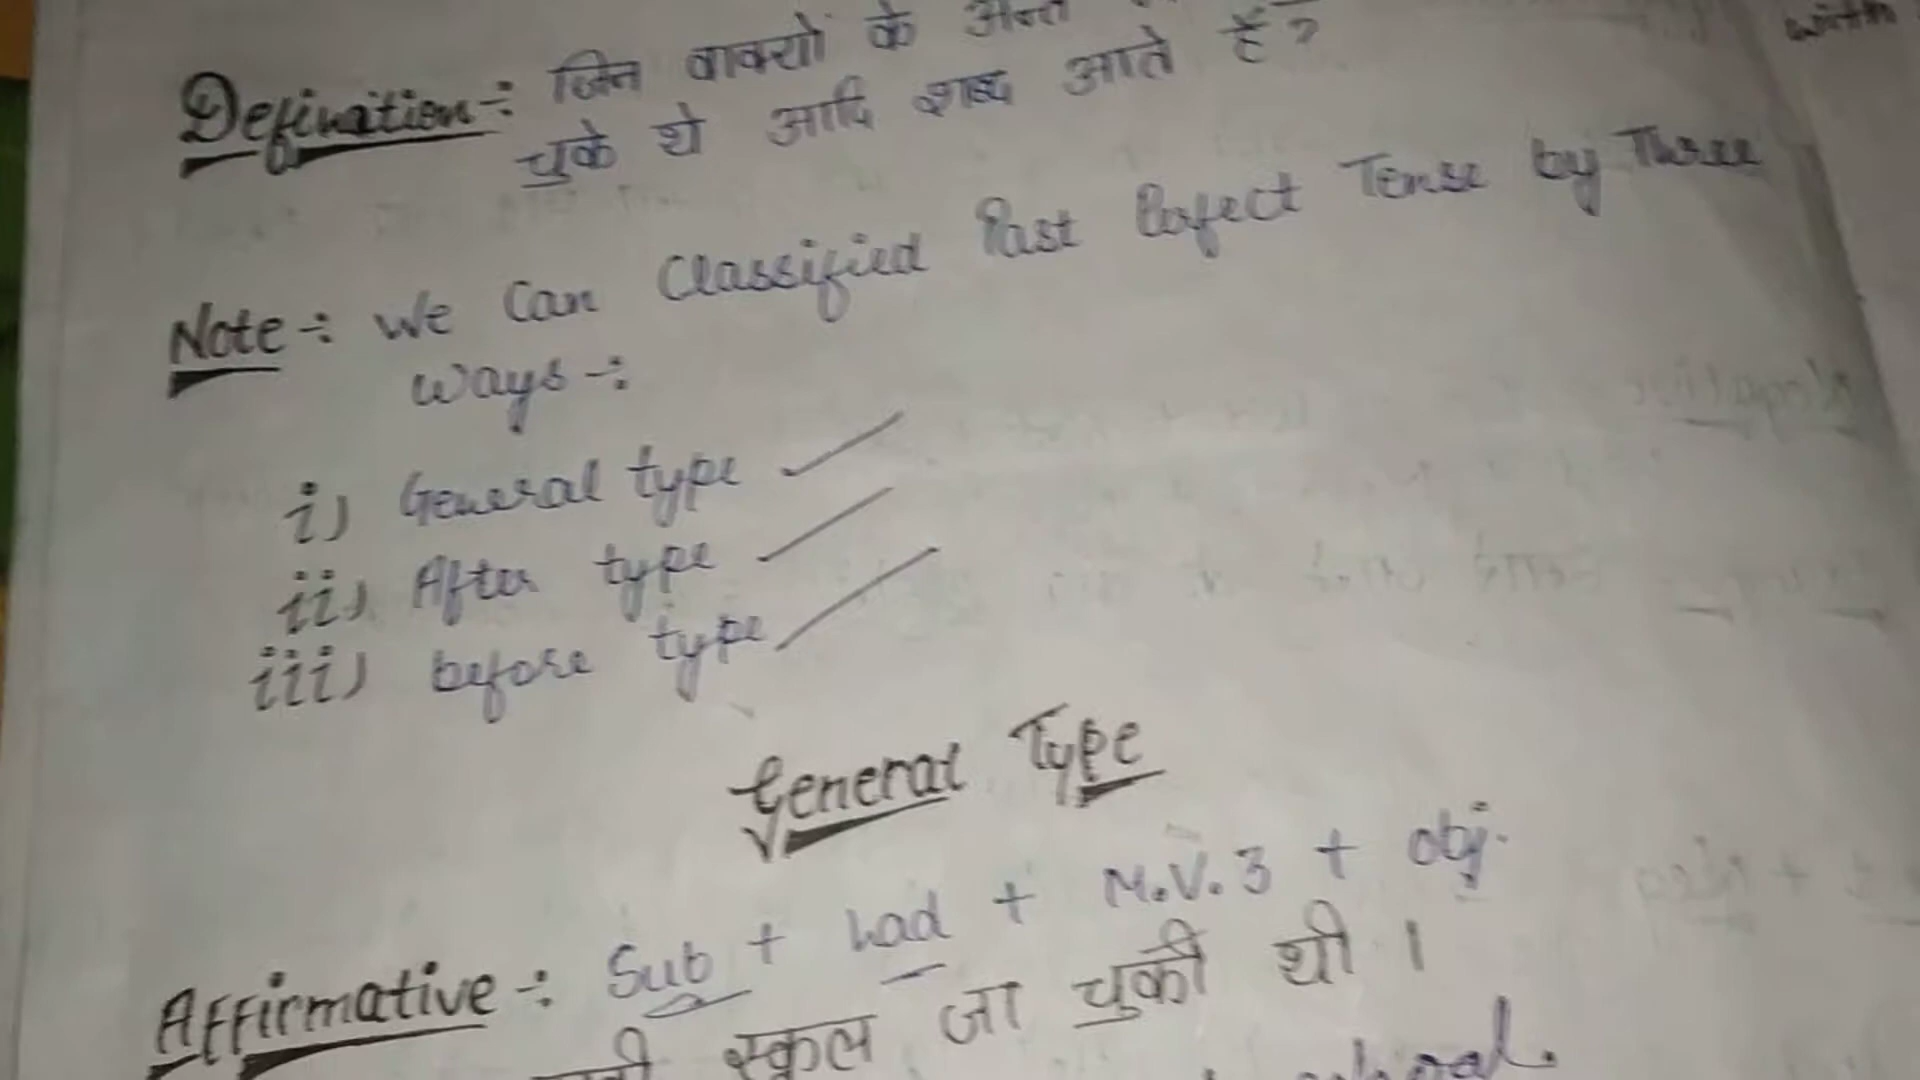 Defination÷ जिन वाक्यों के अन्त
चुके थे आदि शब्द आते हैं?
Note÷ We Can Classified Past Perfect Tense by Three
ways÷
i) General type
ii) After type
iii) before type
General Type
Affirmative÷ Sub + had + M.V.3 + obj.
स्कूल जा चुकी थी।
school.